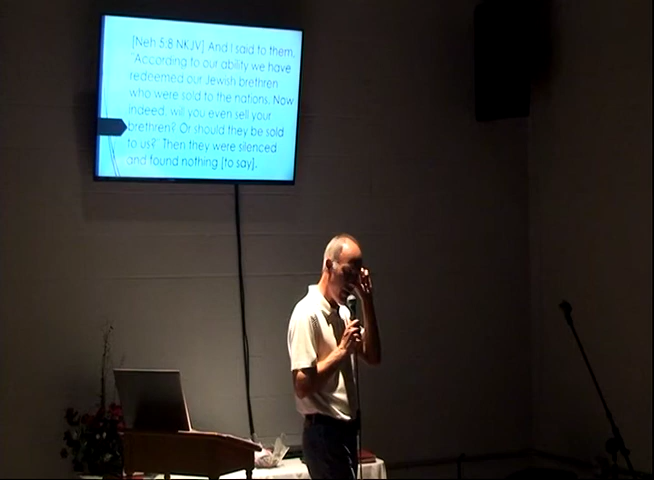 [Neh 5:8 NKJV] And I said to them,
"According to our ability we have
redeemed our Jewish brethren
who were sold to the nations. Now
indeed, will you even sell your
brethren? Or should they be sold
to us?" Then they were silenced
and found nothing [to say].